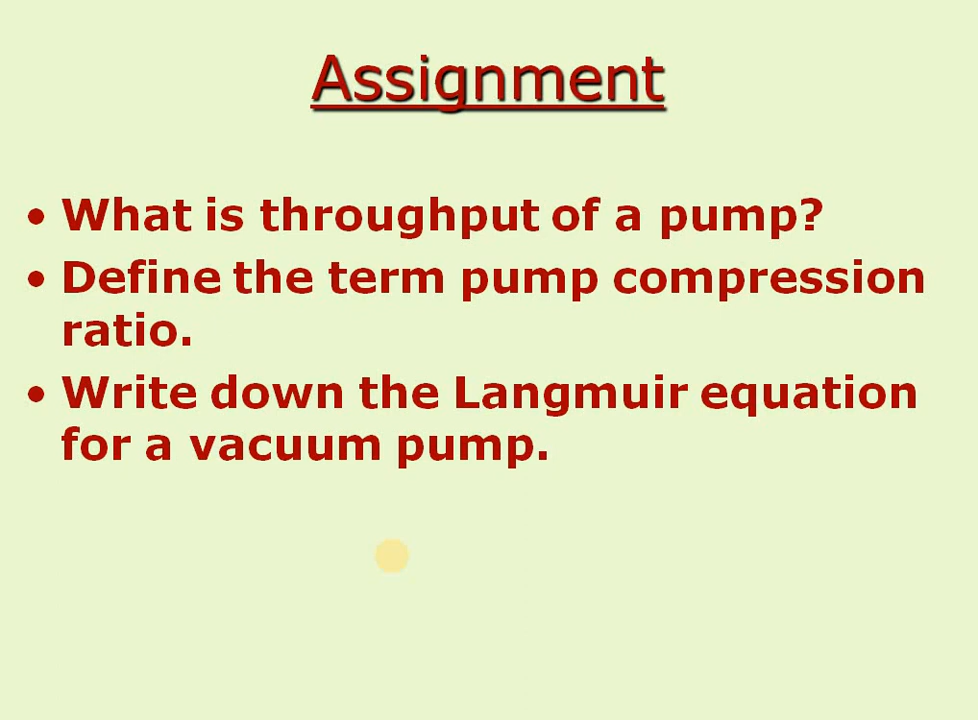 Assignment
• What is throughput of a pump?
• Define the term pump compression
ratio.
• Write down the Langmuir equation
for a vacuum pump.